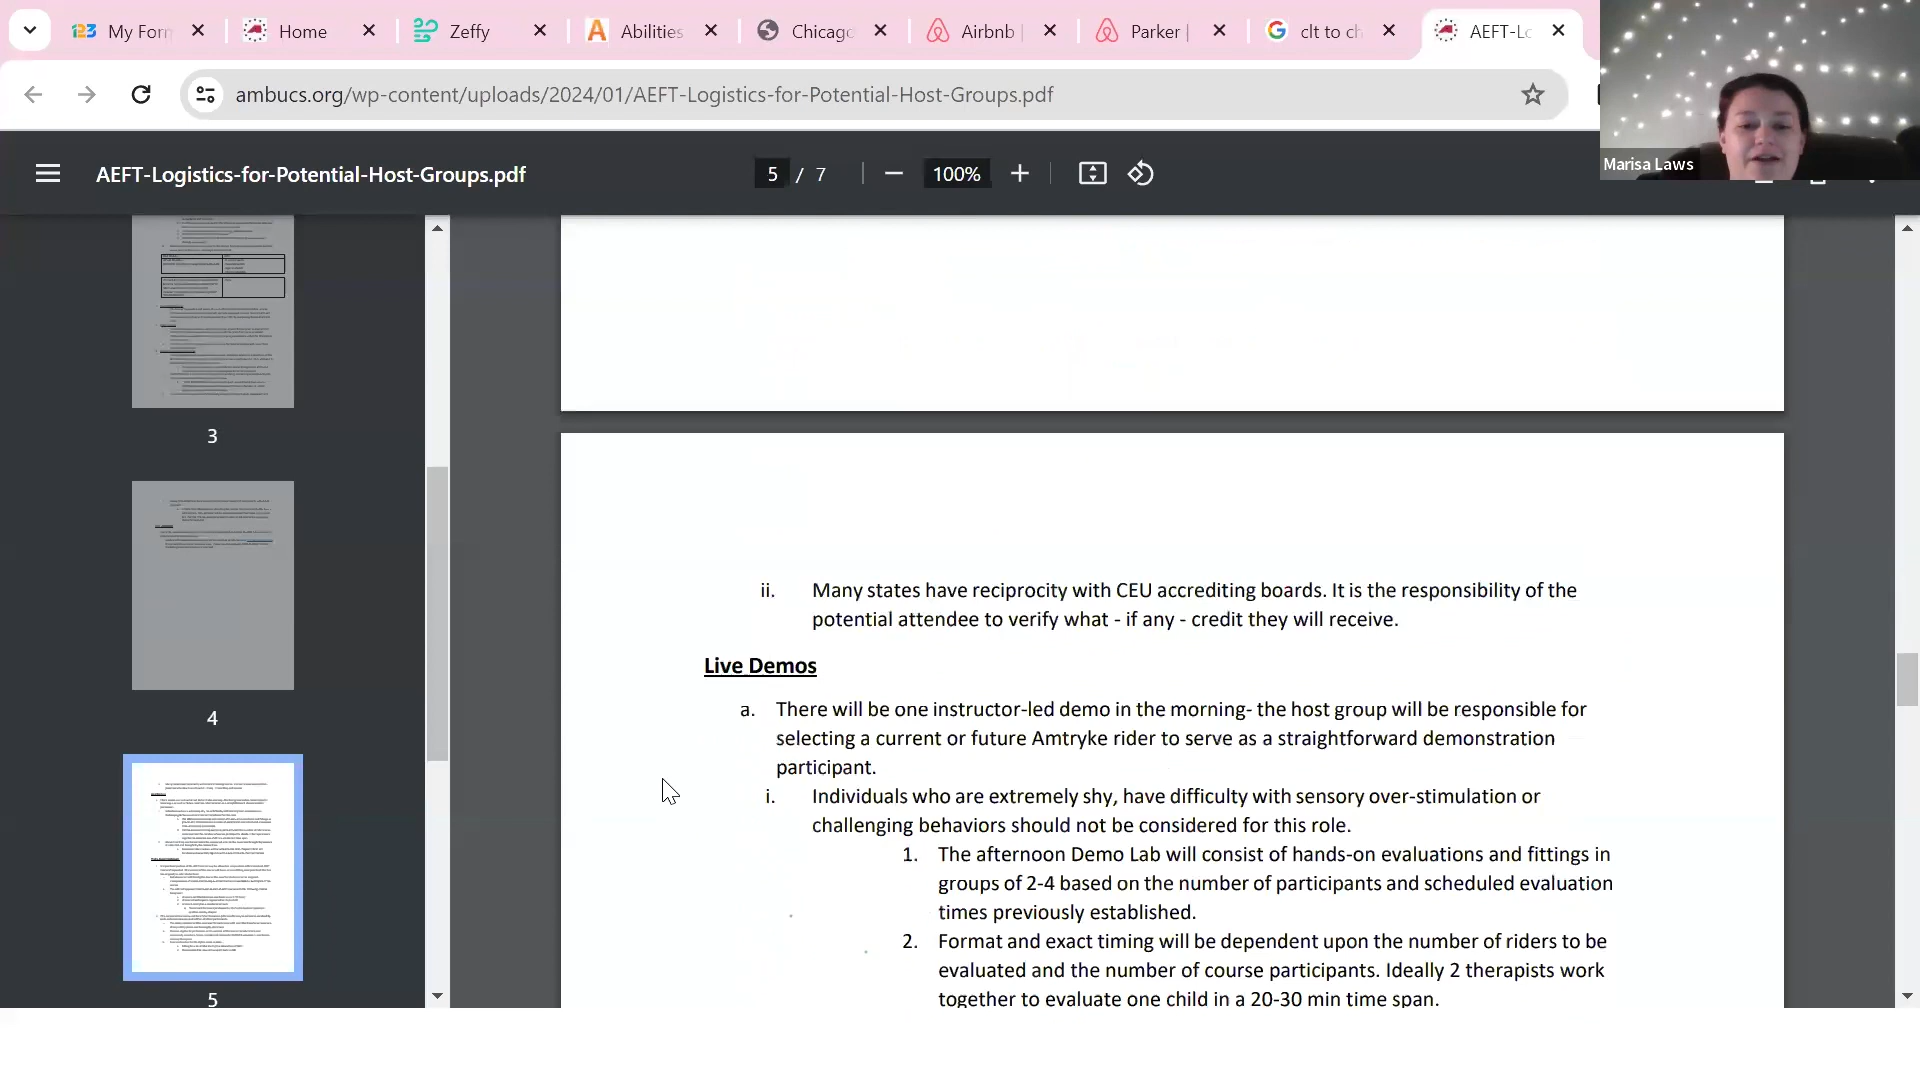 My Forn
Home
Zeffy
Abilities
Chicago
Airbnb |
Parker |
clt to ch
AEFT-Lo
ambucs.org/wp-content/uploads/2024/01/AEFT-Logistics-for-Potential-Host-Groups.pdf
Marisa Laws
AEFT-Logistics-for-Potential-Host-Groups.pdf
5 / 7
100%
3
4
5
ii. Many states have reciprocity with CEU accrediting boards. It is the responsibility of the
potential attendee to verify what - if any - credit they will receive.
Live Demos
a. There will be one instructor-led demo in the morning- the host group will be responsible for
selecting a current or future Amtryke rider to serve as a straightforward demonstration
participant.
i. Individuals who are extremely shy, have difficulty with sensory over-stimulation or
challenging behaviors should not be considered for this role.
1. The afternoon Demo Lab will consist of hands-on evaluations and fittings in
groups of 2-4 based on the number of participants and scheduled evaluation
times previously established.
2. Format and exact timing will be dependent upon the number of riders to be
evaluated and the number of course participants. Ideally 2 therapists work
together to evaluate one child in a 20-30 min time span.